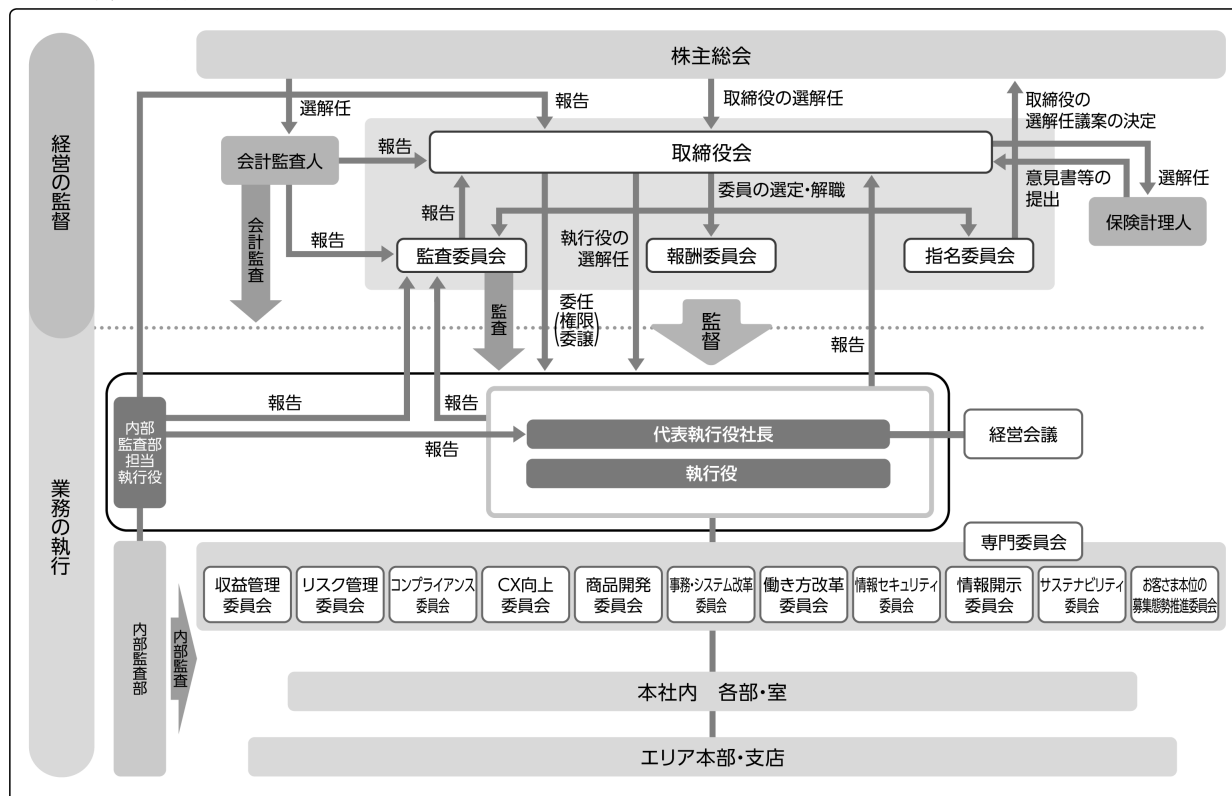 株主総会
選解任
報告
取締役の選解任
取締役の
選解任議案の決定
経営の監督
会計監査人
報告
取締役会
選解任
意見書等の
提出
保険計理人
委員の選定・解職
報告
会計監査
報告
監査委員会
執行役の
選解任
報酬委員会
指名委員会
監査
委任
(権限
委譲)
監督
報告
業務の執行
内部
監査部
担当
執行役
報告
報告
報告
代表執行役社長
執行役
経営会議
専門委員会
収益管理
委員会
リスク管理
委員会
コンプライアンス
委員会
CX向上
委員会
商品開発
委員会
事務・システム改革
委員会
働き方改革
委員会
情報セキュリティ
委員会
情報開示
委員会
サステナビリティ
委員会
お客さま本位の
募集態勢推進委員会
内部監査部
内部監査
本社内 各部・室
エリア本部・支店